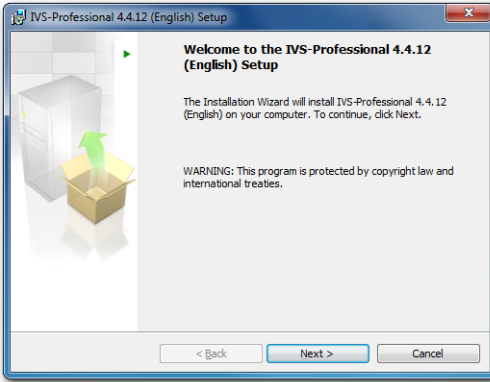 IVS-Professional 4.4.12 (English) Setup
Welcome to the IVS-Professional 4.4.12
(English) Setup
The Installation Wizard will install IVS-Professional 4.4.12
(English) on your computer. To continue, click Next.
WARNING: This program is protected by copyright law and
international treaties.
< Back Next > Cancel